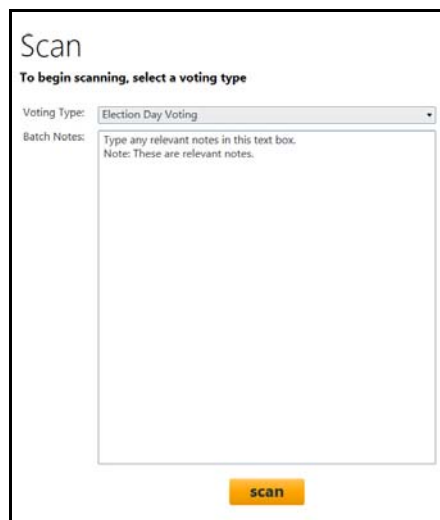 Scan
To begin scanning, select a voting type
Voting Type: Election Day Voting
Batch Notes: Type any relevant notes in this text box.
Note: These are relevant notes.
scan